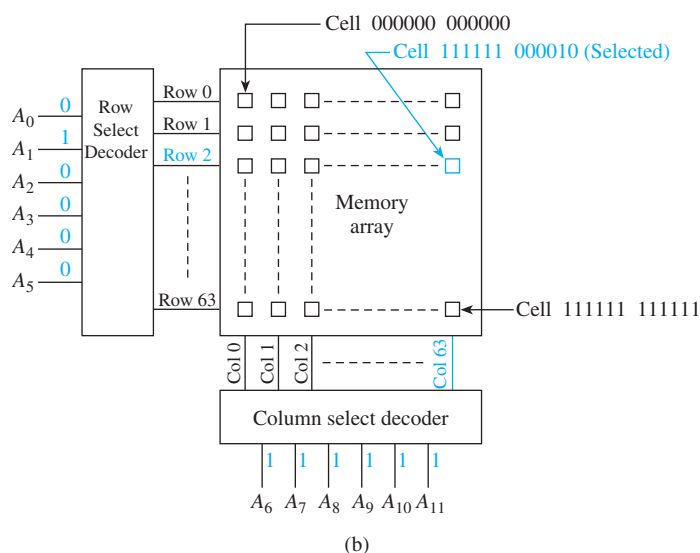 Cell 000000 000000
Cell 111111 000010 (Selected)
Row 0
Row 1
Row 2
Row 63
Row
Select
Decoder
A0 0
A1 1
A2 0
A3 0
A4 0
A5 0
Memory
array
Cell 111111 111111
Col 0
Col 1
Col 2
Col 63
Column select decoder
1 1 1 1 1 1
A6 A7 A8 A9 A10 A11
(b)